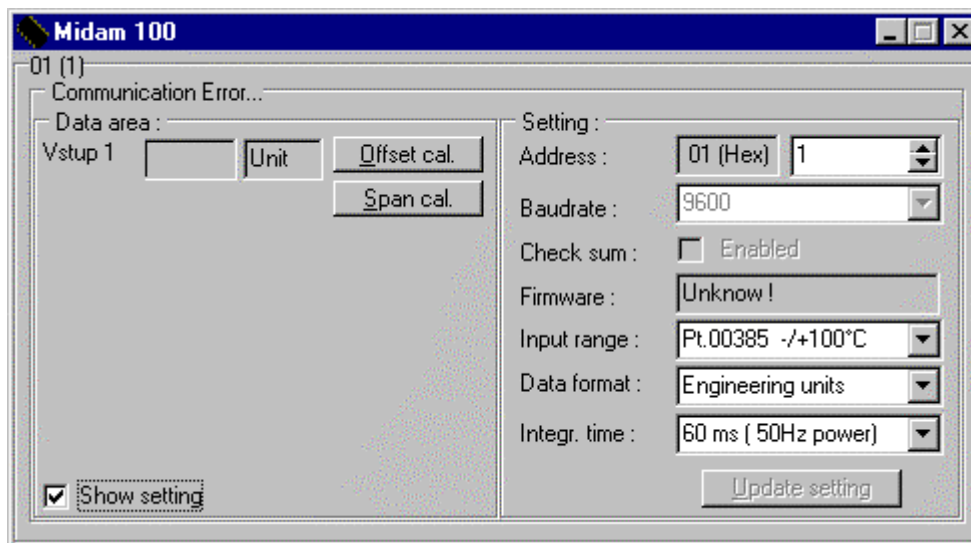 Midam 100
01 (1)
Communication Error...
Data area :
Vstup 1
Unit
Offset cal.
Span cal.
Show setting
Setting :
Address : 01 (Hex) 1
Baudrate : 9600
Check sum : Enabled
Firmware : Unknow !
Input range : Pt.00385 -/+100°C
Data format : Engineering units
Integr. time : 60 ms ( 50Hz power)
Update setting